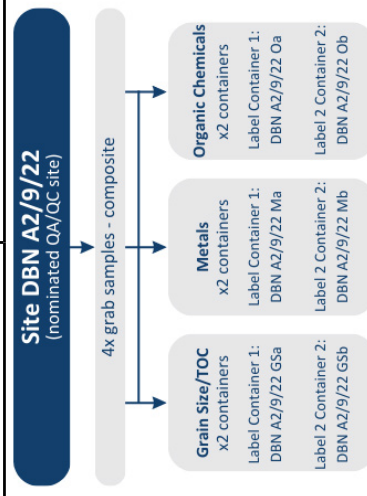 Site DBN A2/9/22
(nominated QA/QC site)
4x grab samples - composite
Grain Size/TOC
x2 containers
Label Container 1:
DBN A2/9/22 GSa
Label 2 Container 2:
DBN A2/9/22 GSb
Metals
x2 containers
Label Container 1:
DBN A2/9/22 Ma
Label 2 Container 2:
DBN A2/9/22 Mb
Organic Chemicals
x2 containers
Label Container 1:
DBN A2/9/22 Oa
Label 2 Container 2:
DBN A2/9/22 Ob